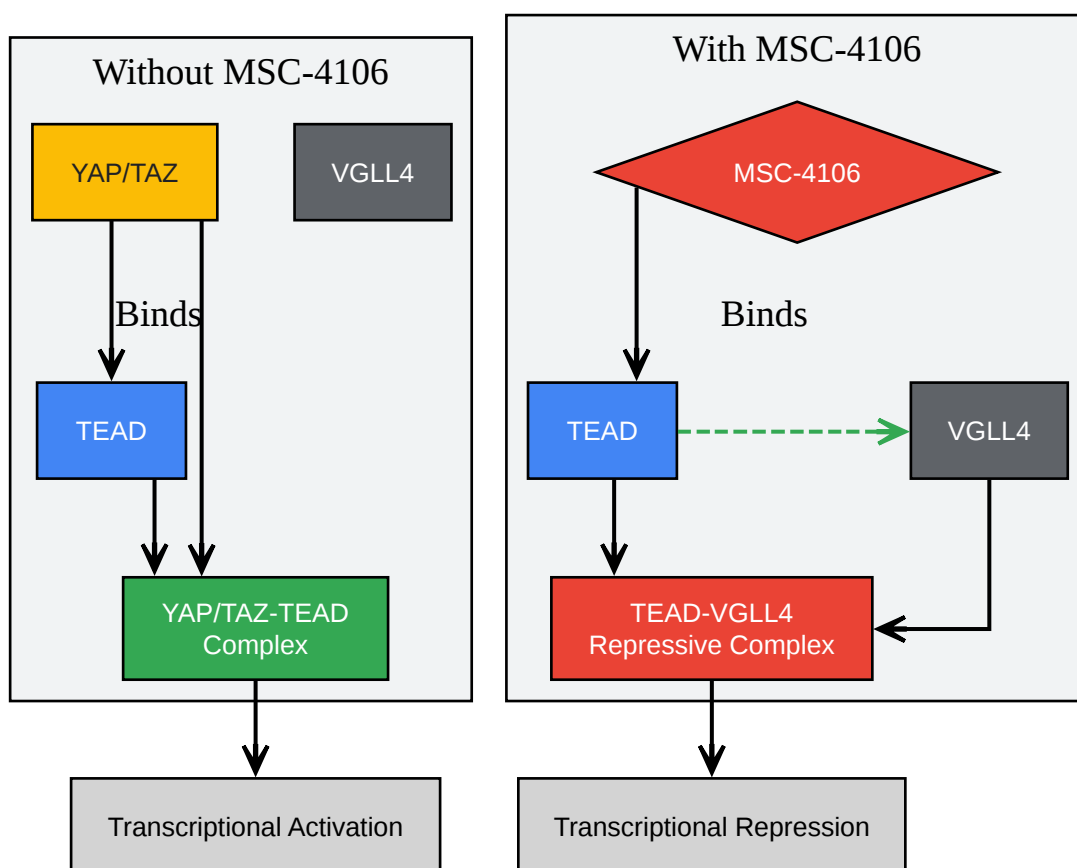 Without MSC-4106
YAP/TAZ
VGLL4
Binds
TEAD
YAP/TAZ-TEAD
Complex
Transcriptional Activation
With MSC-4106
MSC-4106
Binds
TEAD
VGLL4
TEAD-VGLL4
Repressive Complex
Transcriptional Repression